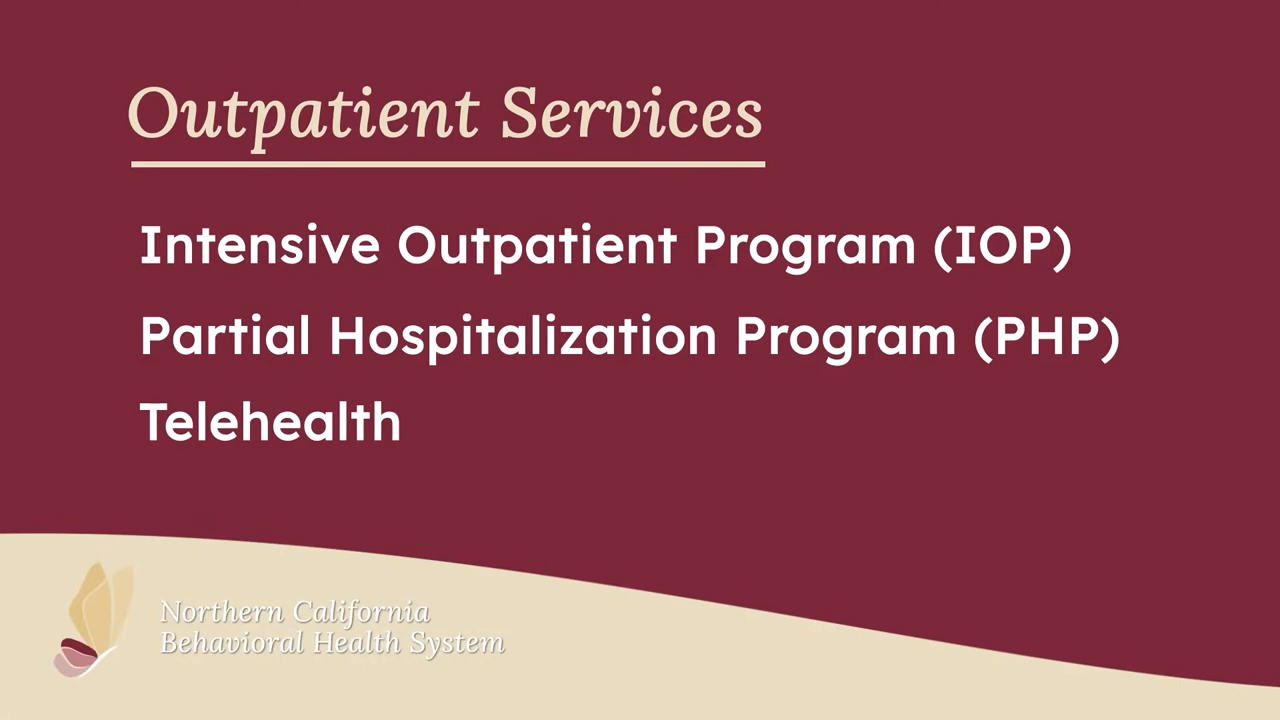 Outpatient Services
Intensive Outpatient Program (IOP)
Partial Hospitalization Program (PHP)
Telehealth
Northern California
Behavioral Health System